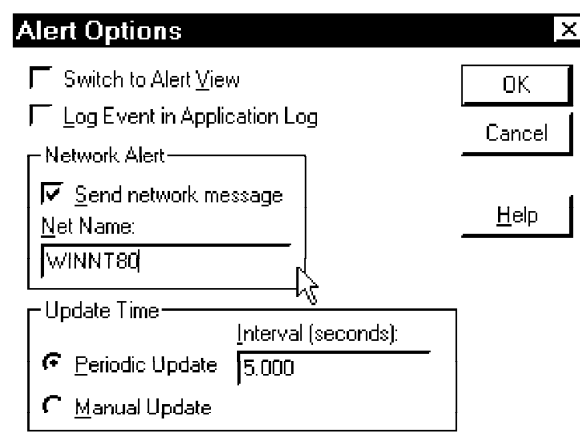 Alert Options
Switch to Alert View
Log Event in Application Log
OK
Cancel
Help
Network Alert
Send network message
Net Name:
WINNT80
Update Time
Interval (seconds):
Periodic Update
5.000
Manual Update